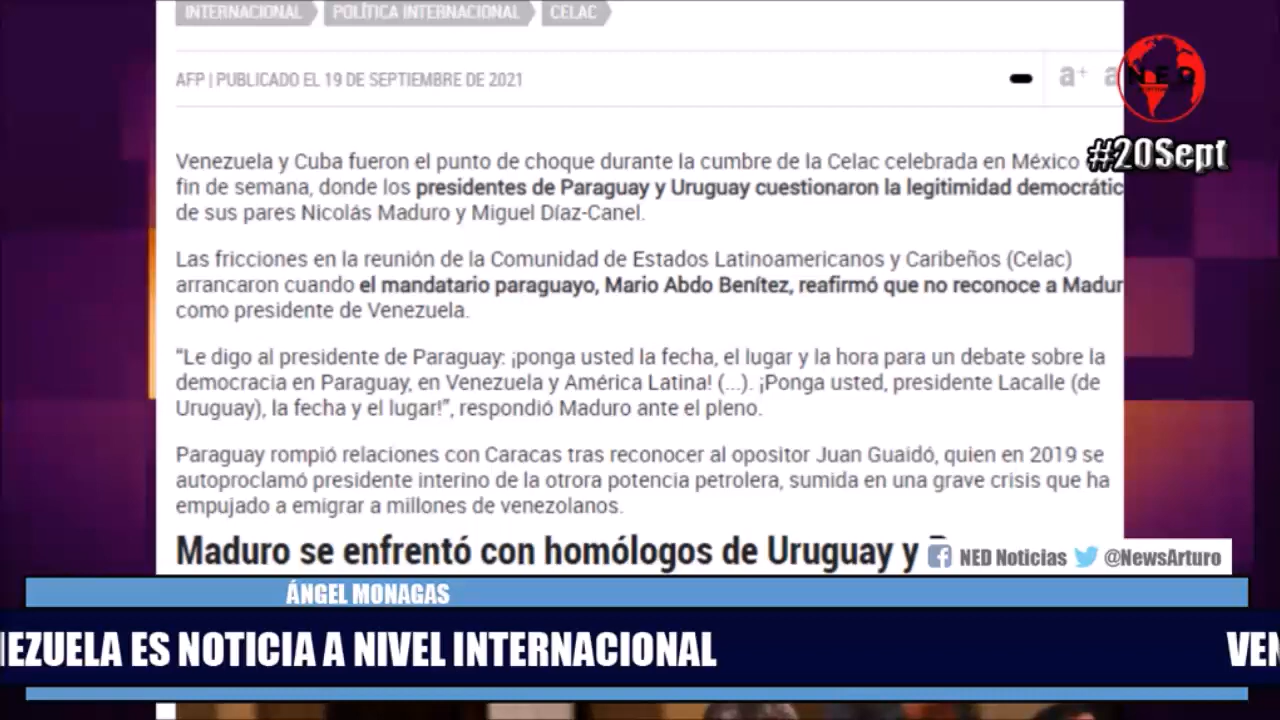 INTERNACIONAL
POLÍTICA INTERNACIONAL
CELAC
AFP | PUBLICADO EL 19 DE SEPTIEMBRE DE 2021
a+
a
NED
#20Sept
Venezuela y Cuba fueron el punto de choque durante la cumbre de la Celac celebrada en México
fin de semana, donde los presidentes de Paraguay y Uruguay cuestionaron la legitimidad democrátic
de sus pares Nicolás Maduro y Miguel Díaz-Canel.
Las fricciones en la reunión de la Comunidad de Estados Latinoamericanos y Caribeños (Celac)
arrancaron cuando el mandatario paraguayo, Mario Abdo Benítez, reafirmó que no reconoce a Madur
como presidente de Venezuela.
“Le digo al presidente de Paraguay: ¡ponga usted la fecha, el lugar y la hora para un debate sobre la
democracia en Paraguay, en Venezuela y América Latina! (...). ¡Ponga usted, presidente Lacalle (de
Uruguay), la fecha y el lugar!”, respondió Maduro ante el pleno.
Paraguay rompió relaciones con Caracas tras reconocer al opositor Juan Guaidó, quien en 2019 se
autoproclamó presidente interino de la otrora potencia petrolera, sumida en una grave crisis que ha
empujado a emigrar a millones de venezolanos.
Maduro se enfrentó con homólogos de Uruguay y
NED Noticias @NewsArturo
ÁNGEL MONAGAS
NEZUELA ES NOTICIA A NIVEL INTERNACIONAL VEN